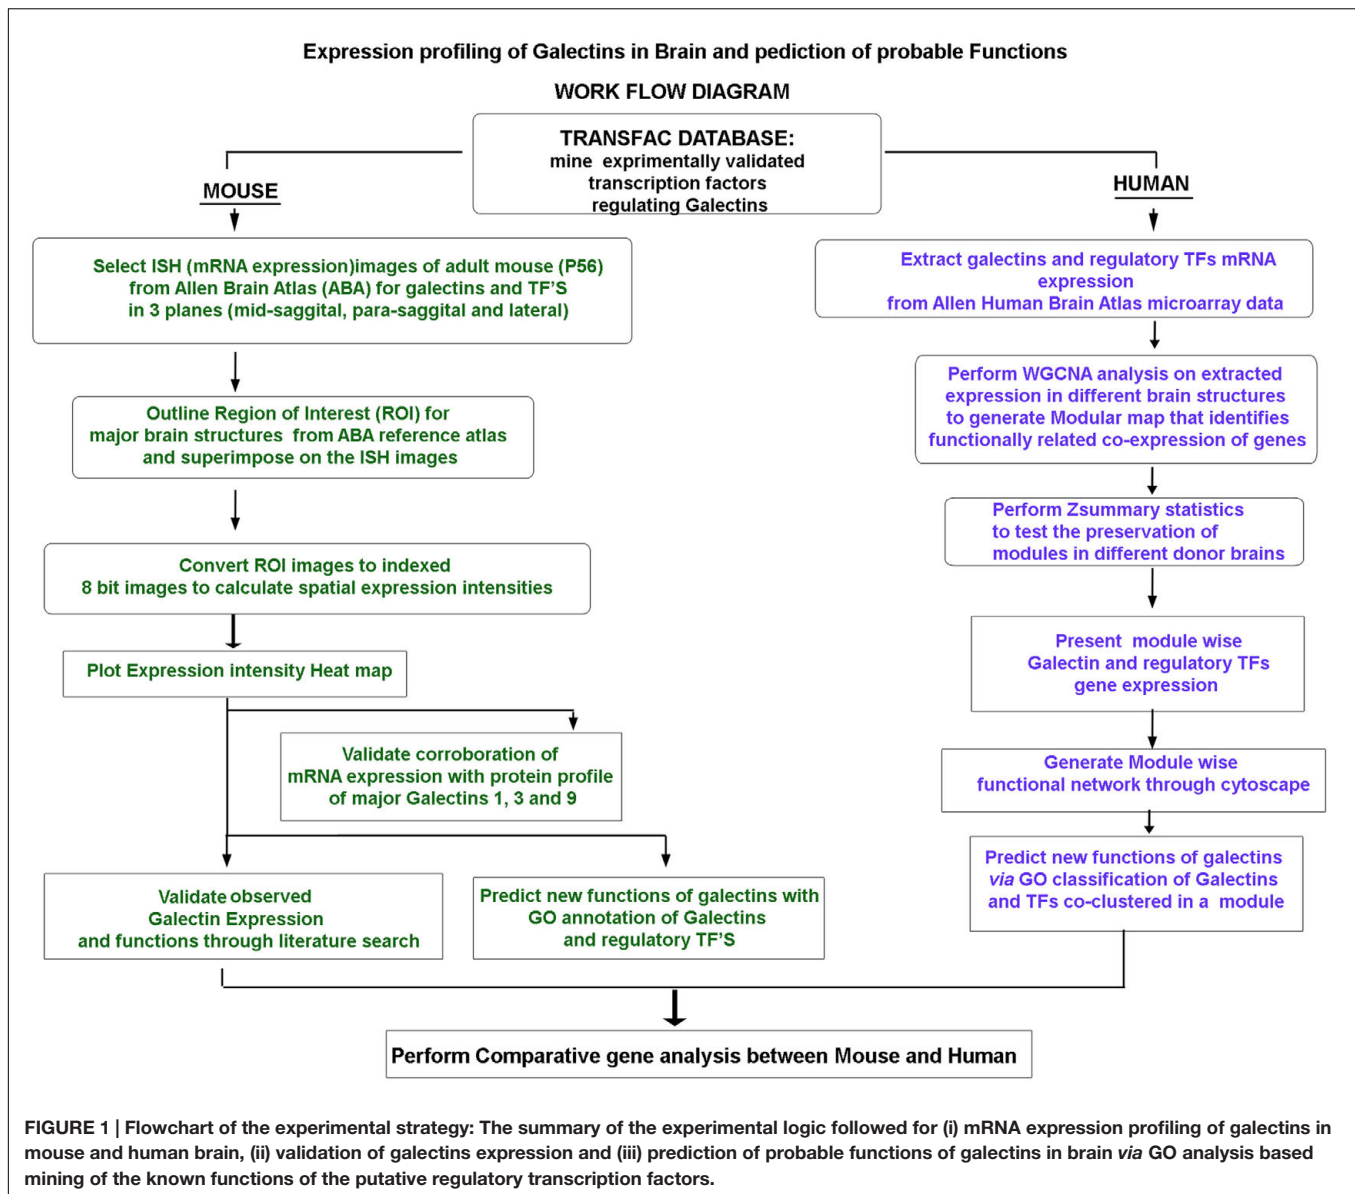 Expression profiling of Galectins in Brain and pediction of probable Functions
WORK FLOW DIAGRAM
TRANSFAC DATABASE:
mine exprimentally validated
transcription factors
regulating Galectins
MOUSE
Select ISH (mRNA expression)images of adult mouse (P56)
from Allen Brain Atlas (ABA) for galectins and TF'S
in 3 planes (mid-saggital, para-saggital and lateral)
Outline Region of Interest (ROI) for
major brain structures from ABA reference atlas
and superimpose on the ISH images
Convert ROI images to indexed
8 bit images to calculate spatial expression intensities
Plot Expression intensity Heat map
Validate corroboration of
mRNA expression with protein profile
of major Galectins 1, 3 and 9
Validate observed
Galectin Expression
and functions through literature search
Predict new functions of galectins with
GO annotation of Galectins
and regulatory TF'S
HUMAN
Extract galectins and regulatory TFs mRNA
expression
from Allen Human Brain Atlas microarray data
Perform WGCNA analysis on extracted
expression in different brain structures
to generate Modular map that identifies
functionally related co-expression of genes
Perform Zsummary statistics
to test the preservation of
modules in different donor brains
Present module wise
Galectin and regulatory TFs
gene expression
Generate Module wise
functional network through cytoscape
Predict new functions of galectins
via GO classification of Galectins
and TFs co-clustered in a module
Perform Comparative gene analysis between Mouse and Human
FIGURE 1 | Flowchart of the experimental strategy: The summary of the experimental logic followed for (i) mRNA expression profiling of galectins in
mouse and human brain, (ii) validation of galectins expression and (iii) prediction of probable functions of galectins in brain via GO analysis based
mining of the known functions of the putative regulatory transcription factors.